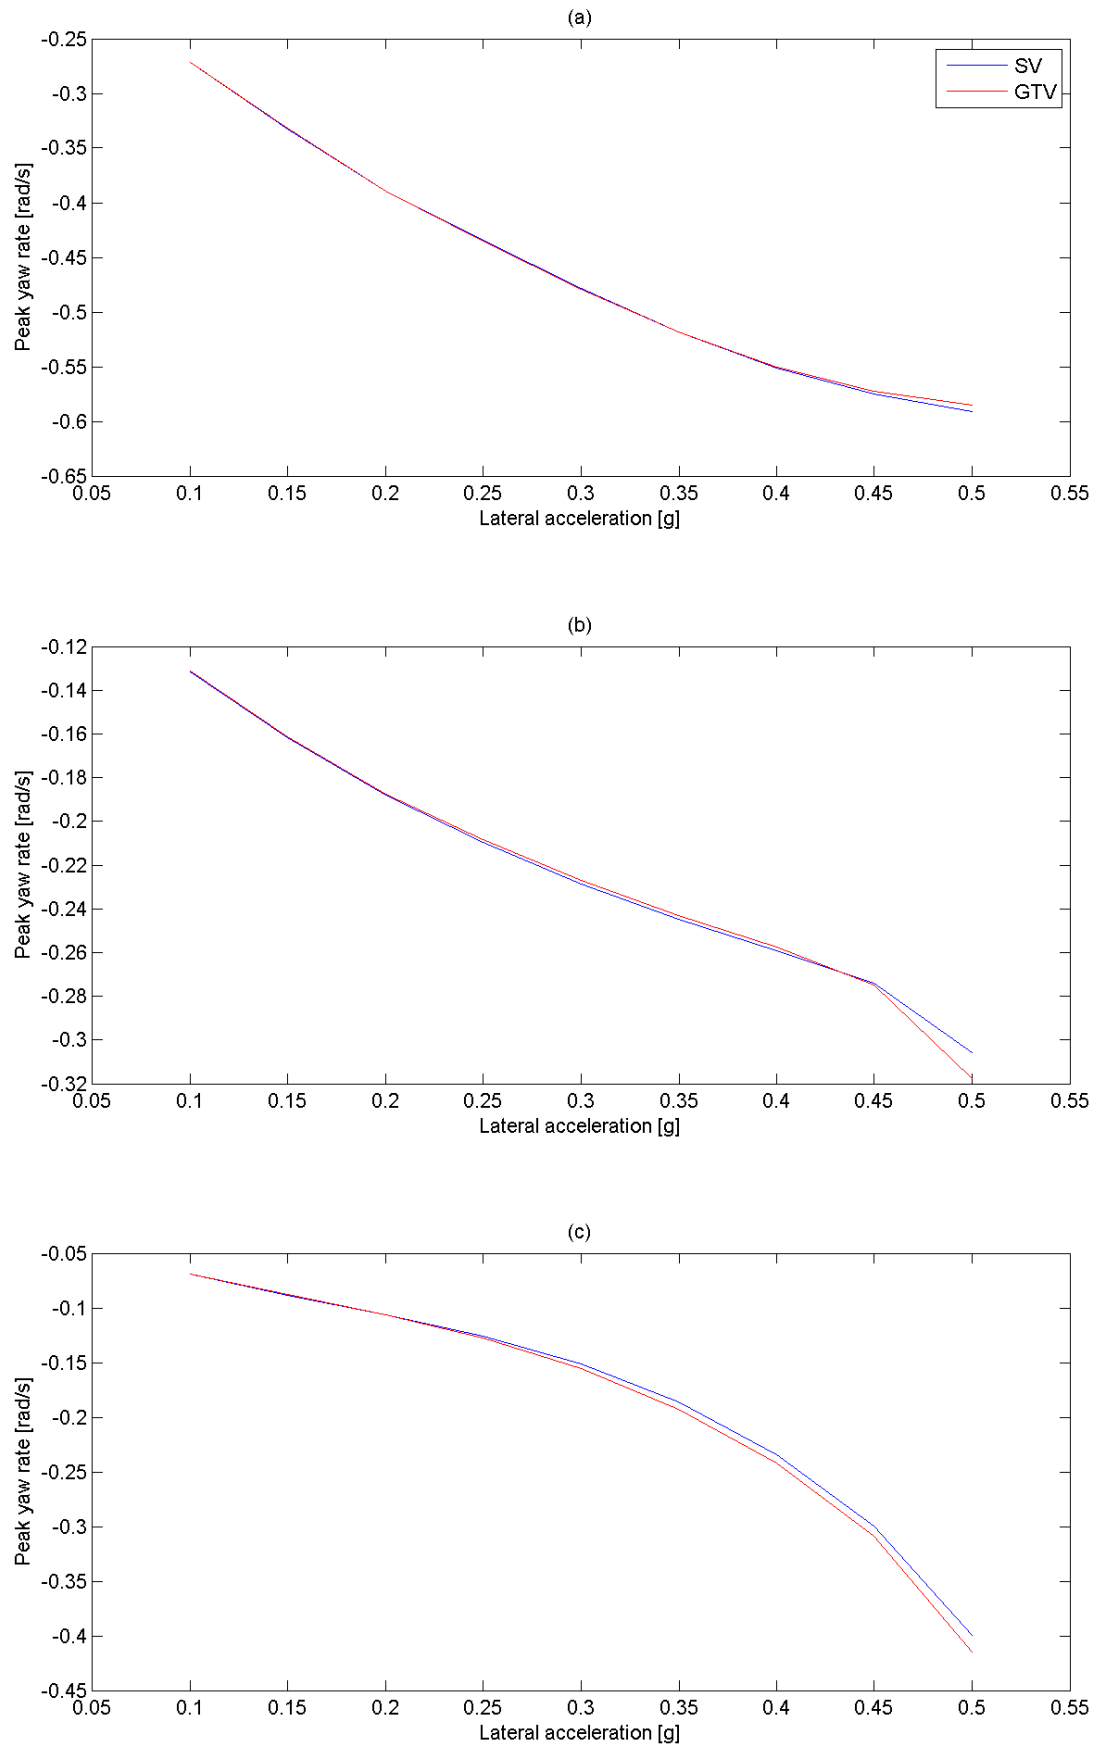 (a)
-0.25
-0.3
-0.35
-0.4
-0.45
-0.5
-0.55
-0.6
-0.65
Peak yaw rate [rad/s]
SV
GTV
0.05 0.1 0.15 0.2 0.25 0.3 0.35 0.4 0.45 0.5 0.55
Lateral acceleration [g]
(b)
-0.12
-0.14
-0.16
-0.18
-0.2
-0.22
-0.24
-0.26
-0.28
-0.3
-0.32
Peak yaw rate [rad/s]
0.05 0.1 0.15 0.2 0.25 0.3 0.35 0.4 0.45 0.5 0.55
Lateral acceleration [g]
(c)
-0.05
-0.1
-0.15
-0.2
-0.25
-0.3
-0.35
-0.4
-0.45
Peak yaw rate [rad/s]
0.05 0.1 0.15 0.2 0.25 0.3 0.35 0.4 0.45 0.5 0.55
Lateral acceleration [g]